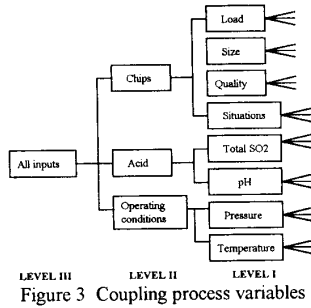 Load
Size
Chips
Quality
Situations
Total SO2
All inputs
Acid
pH
Operating
conditions
Pressure
Temperature
LEVEL III LEVEL II LEVEL I
Figure 3 Coupling process variables